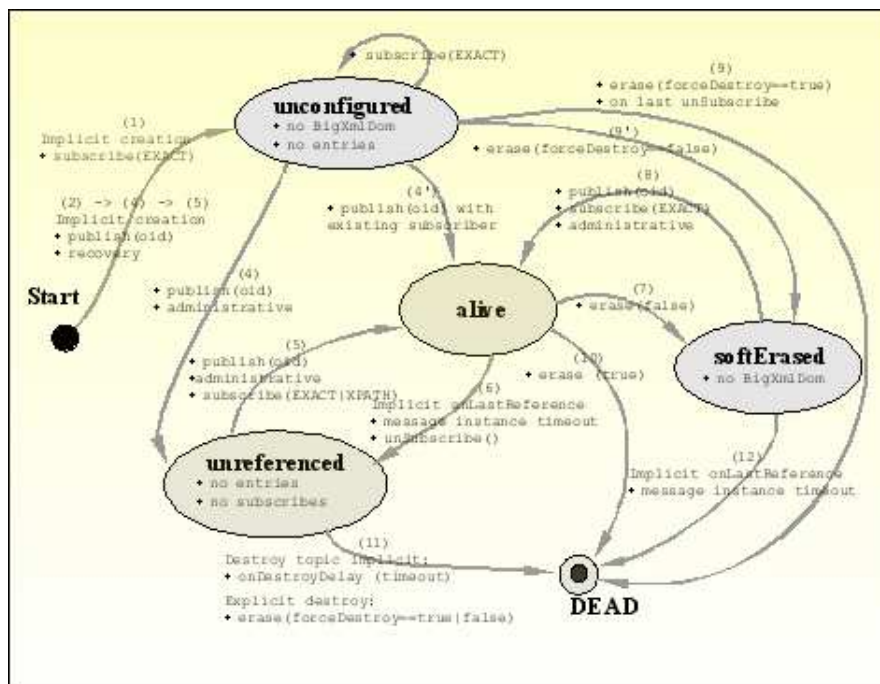 • subscribe(EXACT)
unconfigured
• no BigXmlDom
• no entries
(9)
• erase(forceDestroy==true)
• on last unSubscribe
(9')
• erase(forceDestroy==false)
(1)
Implicit creation
• subscribe(EXACT)
(2) -> (4) -> (5)
Implicit creation
• publish(oid)
• recovery
(4')
• publish(oid) with
existing subscriber
(8)
• publish(oid)
• subscribe(EXACT)
• administrative
Start
(4)
• publish(oid)
• administrative
alive
(7)
• erase(false)
softErased
• no BigXmlDom
(5)
• publish(oid)
•administrative
• subscribe(EXACT|XPATH)
(10)
• erase (true)
(6)
Implicit onLastReference
• message instance timeout
• unSubscribe()
unreferenced
• no entries
• no subscribes
(12)
Implicit onLastReference
• message instance timeout
(11)
Destroy topic implicit:
• onDestroyDelay (timeout)
Explicit destroy:
• erase(forceDestroy==true|false)
DEAD